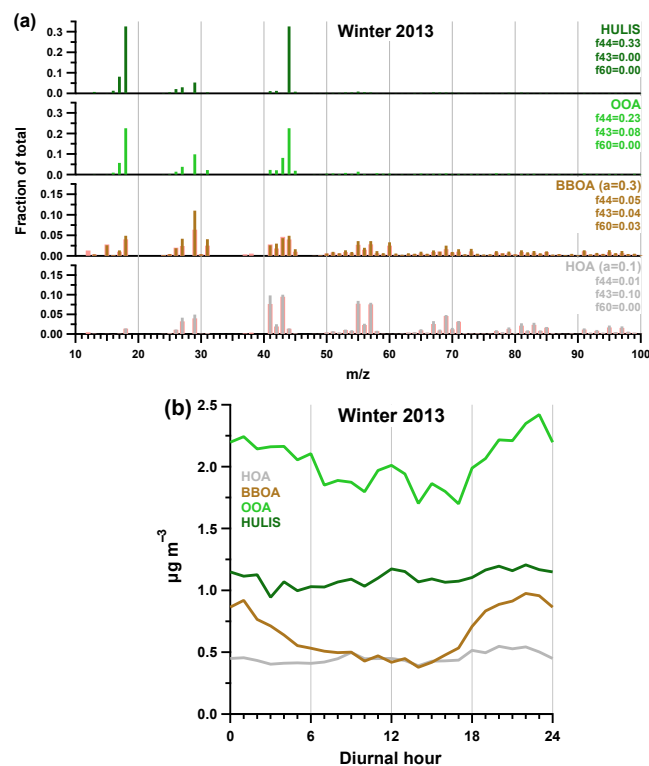 (a)
Winter 2013
Fraction of total
0.3
0.2
0.1
0.0
HULIS
f44=0.33
f43=0.00
f60=0.00
0.3
0.2
0.1
0.0
OOA
f44=0.23
f43=0.08
f60=0.00
0.15
0.10
0.05
0.00
BBOA (a=0.3)
f44=0.05
f43=0.04
f60=0.03
0.15
0.10
0.05
0.00
HOA (a=0.1)
f44=0.01
f43=0.10
f60=0.00
10 20 30 40 50 60 70 80 90 100
m/z
(b)
Winter 2013
2.5
2.0
1.5
1.0
0.5
0.0
µg m⁻³
HOA
BBOA
OOA
HULIS
0 6 12 18 24
Diurnal hour